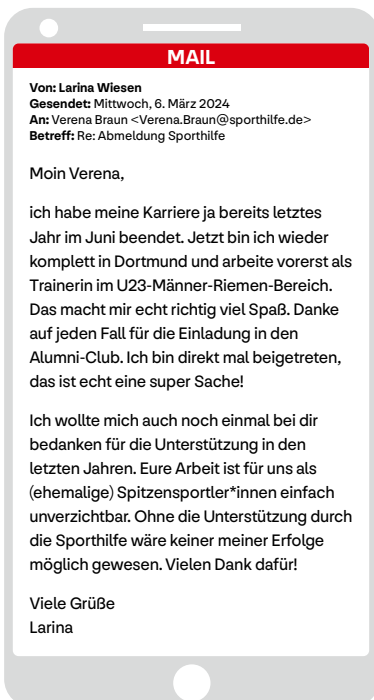 MAIL
Von: Larina Wiesen
Gesendet: Mittwoch, 6. März 2024
An: Verena Braun <Verena.Braun@sporthilfe.de>
Betreff: Re: Abmeldung Sporthilfe
Moin Verena,
ich habe meine Karriere ja bereits letztes
Jahr im Juni beendet. Jetzt bin ich wieder
komplett in Dortmund und arbeite vorerst als
Trainerin im U23-Männer-Riemen-Bereich.
Das macht mir echt richtig viel Spaß. Danke
auf jeden Fall für die Einladung in den
Alumni-Club. Ich bin direkt mal beigetreten,
das ist echt eine super Sache!
Ich wollte mich auch noch einmal bei dir
bedanken für die Unterstützung in den
letzten Jahren. Eure Arbeit ist für uns als
(ehemalige) Spitzensportler*innen einfach
unverzichtbar. Ohne die Unterstützung durch
die Sporthilfe wäre keiner meiner Erfolge
möglich gewesen. Vielen Dank dafür!
Viele Grüße
Larina